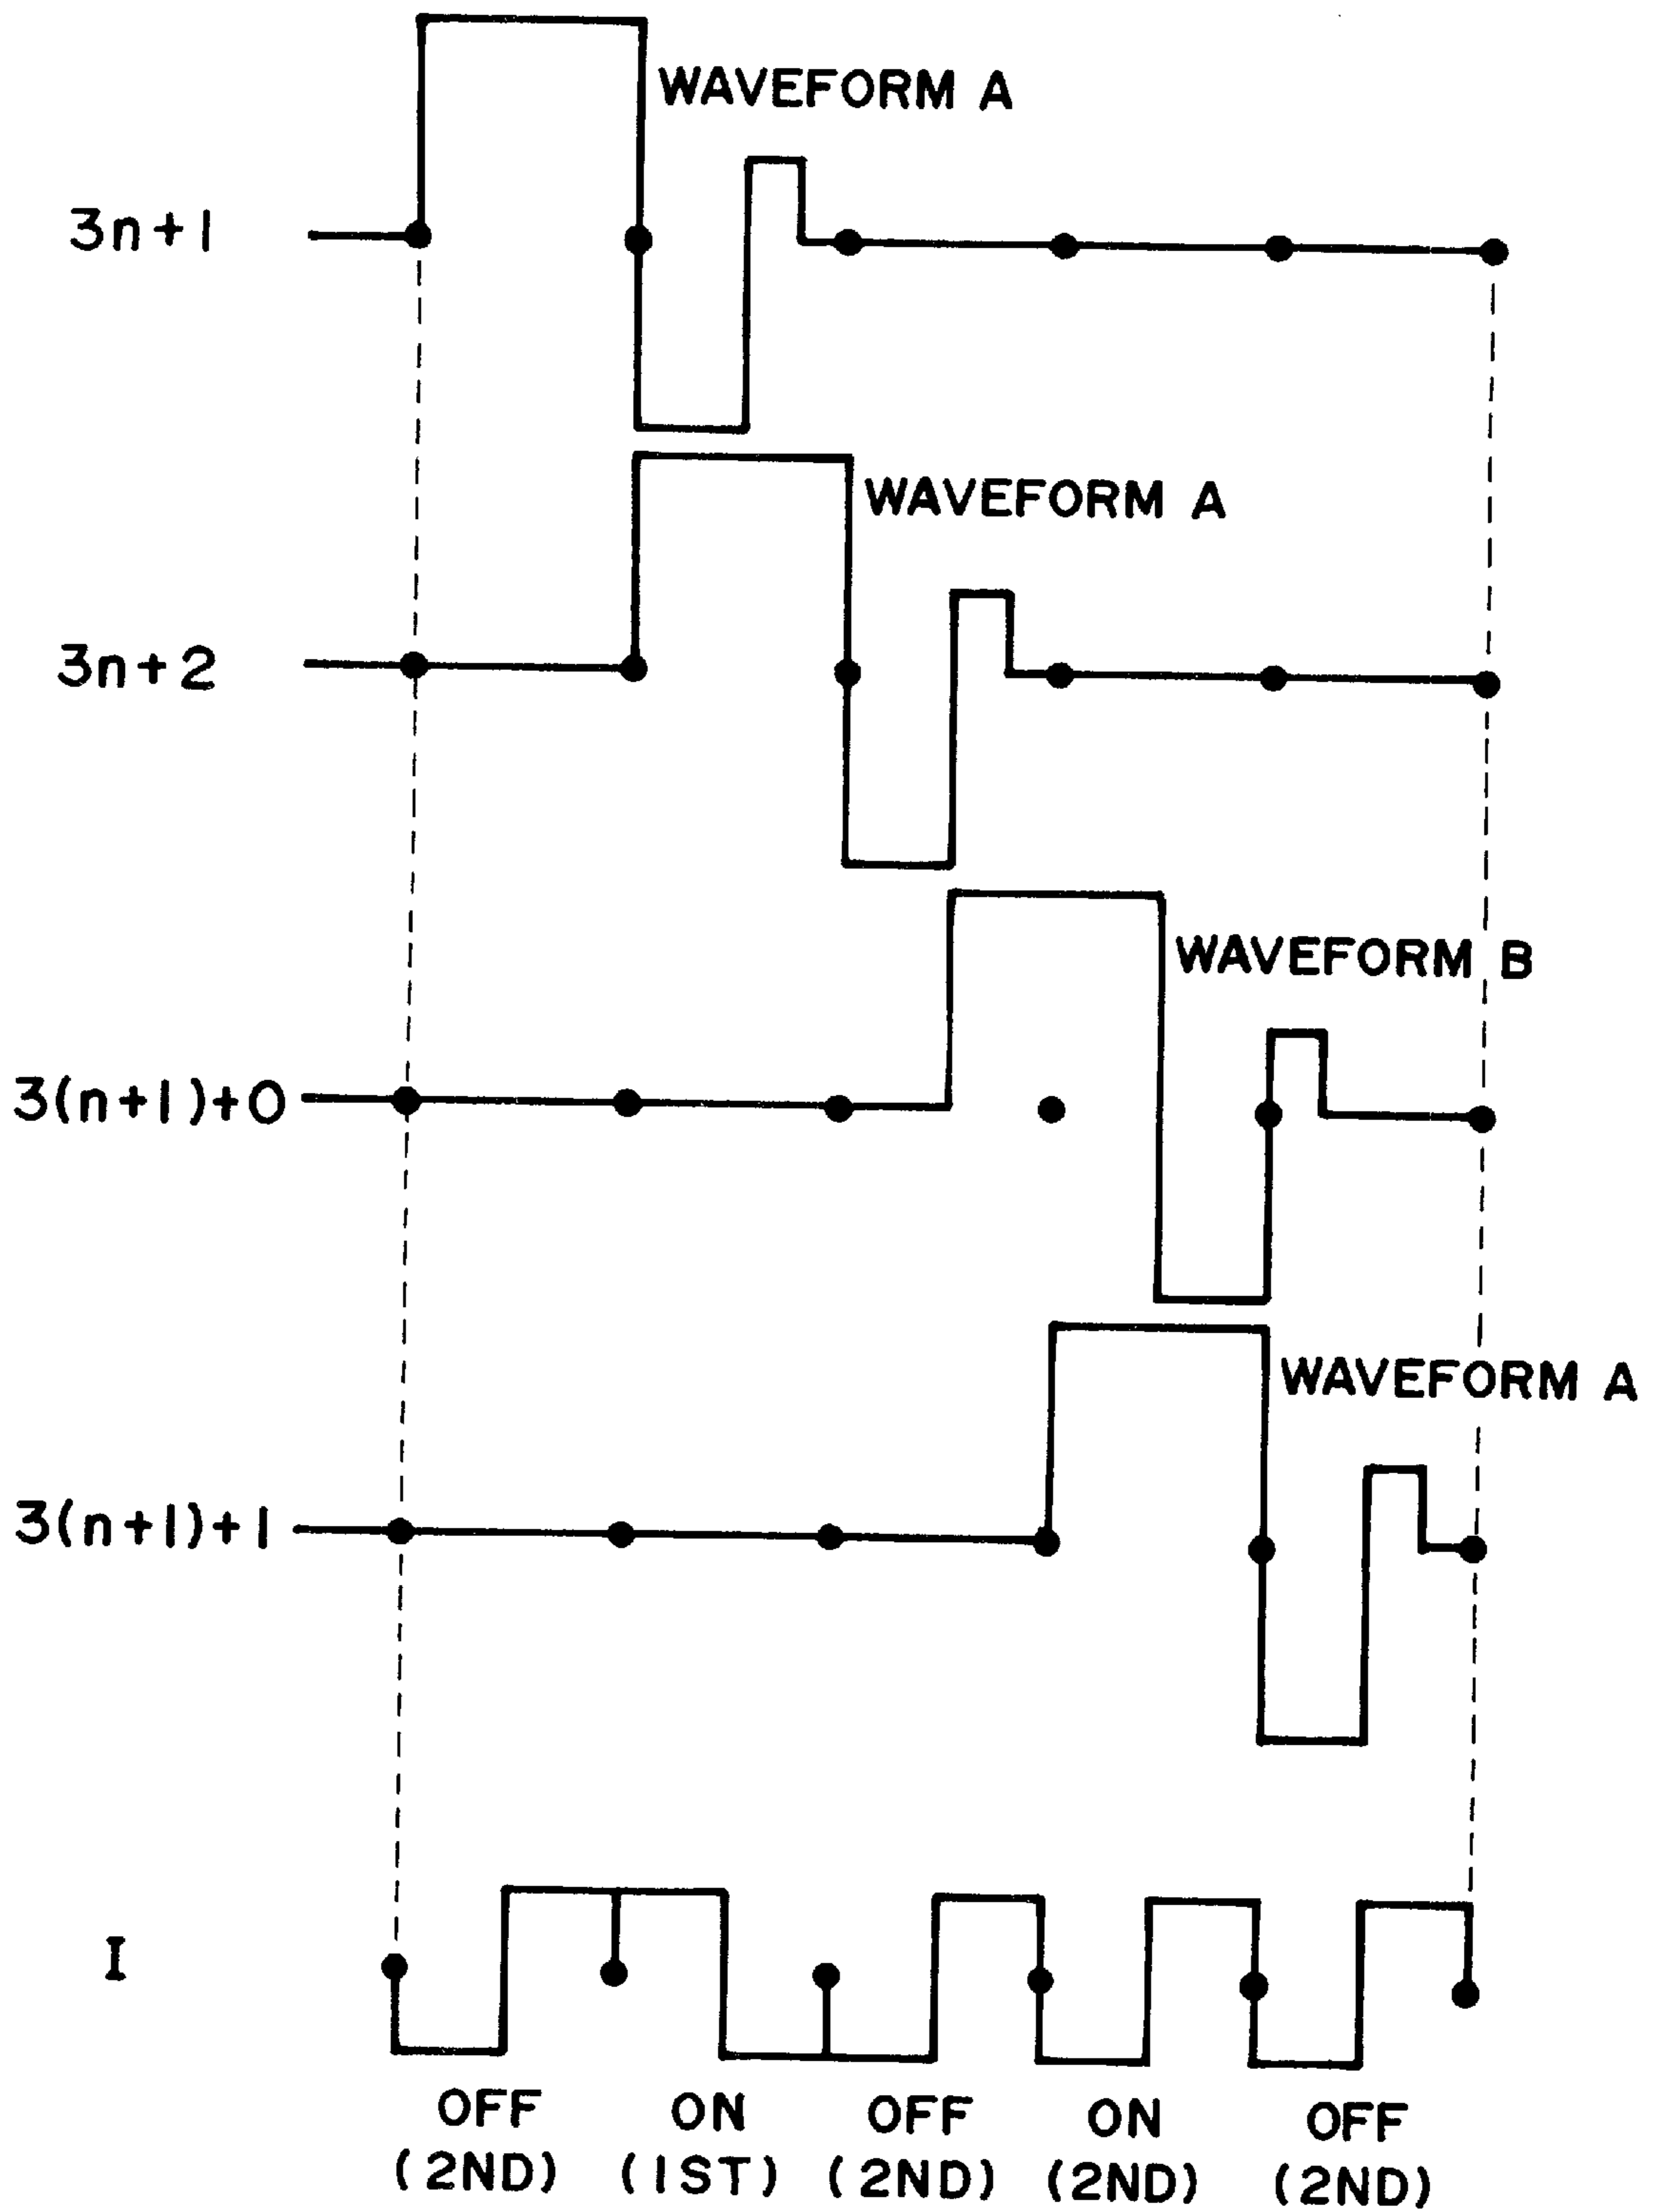 WAVEFORM A
3n+1
WAVEFORM A
3n+2
WAVEFORM B
3(n+1)+0
WAVEFORM A
3(n+1)+1
I
OFF ON OFF ON OFF
(2ND) (1ST) (2ND) (2ND) (2ND)